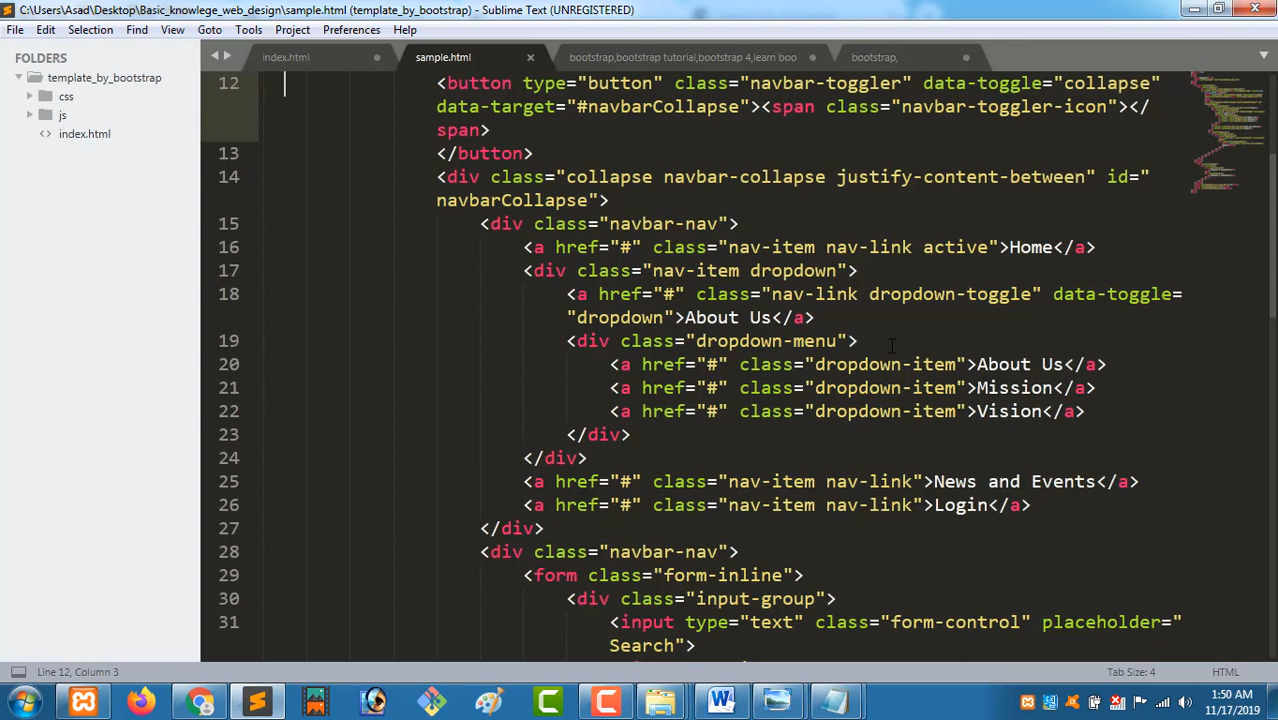 C:\Users\Asad\Desktop\Basic_knowlege_web_design\sample.html (template_by_bootstrap) - Sublime Text (UNREGISTERED)
File Edit Selection Find View Goto Tools Project Preferences Help
FOLDERS
template_by_bootstrap
css
js
index.html
index.html
sample.html
bootstrap,bootstrap tutorial,bootstrap 4,learn boo
bootstrap,
12 <button type="button" class="navbar-toggler" data-toggle="collapse"
data-target="#navbarCollapse"><span class="navbar-toggler-icon"></
span>
13 </button>
14 <div class="collapse navbar-collapse justify-content-between" id="
navbarCollapse">
15 <div class="navbar-nav">
16 <a href="#" class="nav-item nav-link active">Home</a>
17 <div class="nav-item dropdown">
18 <a href="#" class="nav-link dropdown-toggle" data-toggle=
"dropdown">About Us</a>
19 <div class="dropdown-menu">
20 <a href="#" class="dropdown-item">About Us</a>
21 <a href="#" class="dropdown-item">Mission</a>
22 <a href="#" class="dropdown-item">Vision</a>
23 </div>
24 </div>
25 <a href="#" class="nav-item nav-link">News and Events</a>
26 <a href="#" class="nav-item nav-link">Login</a>
27 </div>
28 <div class="navbar-nav">
29 <form class="form-inline">
30 <div class="input-group">
31 <input type="text" class="form-control" placeholder="
Search">
Line 12, Column 3
Tab Size: 4
HTML
1:50 AM
11/17/2019